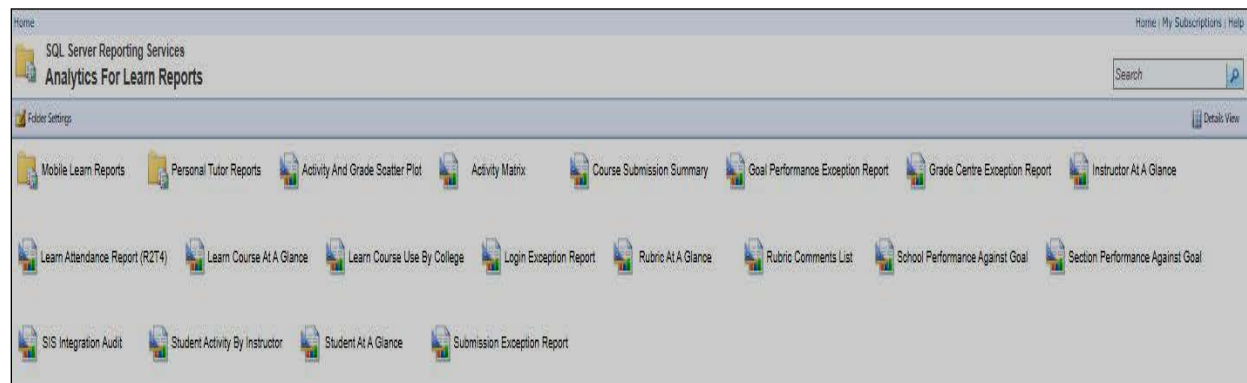 Home Home | My Subscriptions | Help
SQL Server Reporting Services
Analytics For Learn Reports
Search
Folder Settings Details View
Mobile Learn Reports Personal Tutor Reports Activity And Grade Scatter Plot Activity Matrix Course Submission Summary Goal Performance Exception Report Grade Centre Exception Report Instructor At A Glance
Learn Attendance Report (R2T4) Learn Course At A Glance Learn Course Use By College Login Exception Report Rubric At A Glance Rubric Comments List School Performance Against Goal Section Performance Against Goal
SIS Integration Audit Student Activity By Instructor Student At A Glance Submission Exception Report